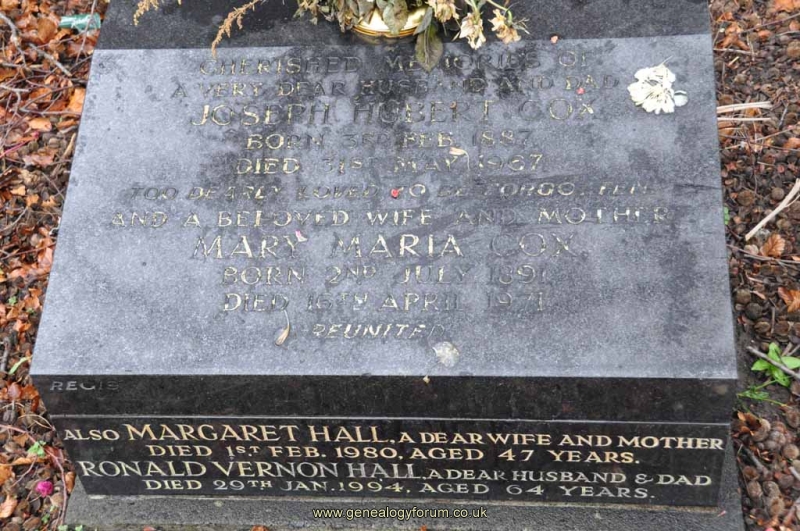 CHERISHED MEMORIES OF
A VERY DEAR HUSBAND AND DAD
JOSEPH HUBERT COX
BORN 3RD FEB. 1887
DIED 31ST MAY 1967
TOO DEARLY LOVED TO BE FORGOTTEN
AND A BELOVED WIFE AND MOTHER
MARY MARIA COX
BORN 2ND JULY
DIED 16TH APRIL 1971
REUNITED
REGIE
ALSO MARGARET HALL, A DEAR WIFE AND MOTHER
DIED 1ST FEB. 1980, AGED 47 YEARS.
RONALD VERNON HALL, A DEAR HUSBAND & DAD
DIED 29TH JAN, 1994, AGED 64 YEARS.
www.genealogyforum.co.uk